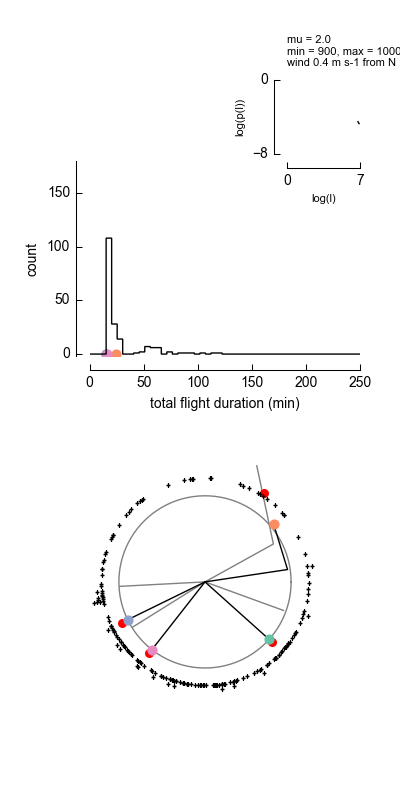 mu = 2.0
min = 900, max = 1000
wind 0.4 m s-1 from N
log(p(l))
0
−8
0 7
log(l)
count
150
100
50
0
0 50 100 150 200 250
total flight duration (min)